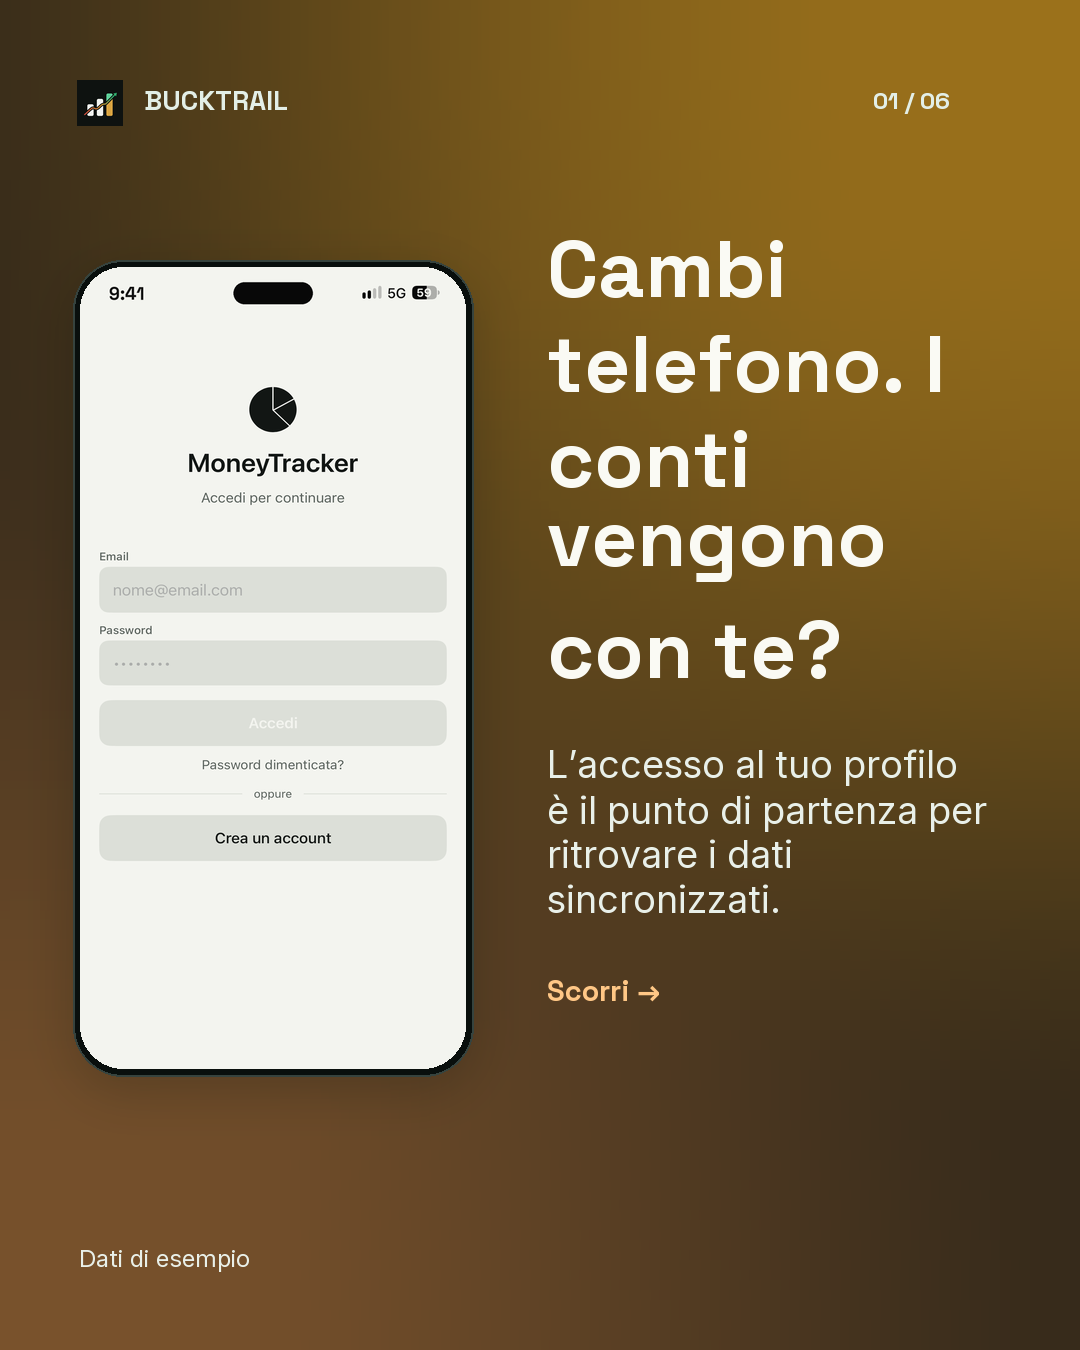 BUCKTRAIL
01 / 06
9:41
5G
59
MoneyTracker
Accedi per continuare
Email
nome@email.com
Password
••••••••
Accedi
Password dimenticata?
oppure
Crea un account
Cambi
telefono. I
conti
vengono
con te?
L’accesso al tuo profilo
è il punto di partenza per
ritrovare i dati
sincronizzati.
Scorri →
Dati di esempio